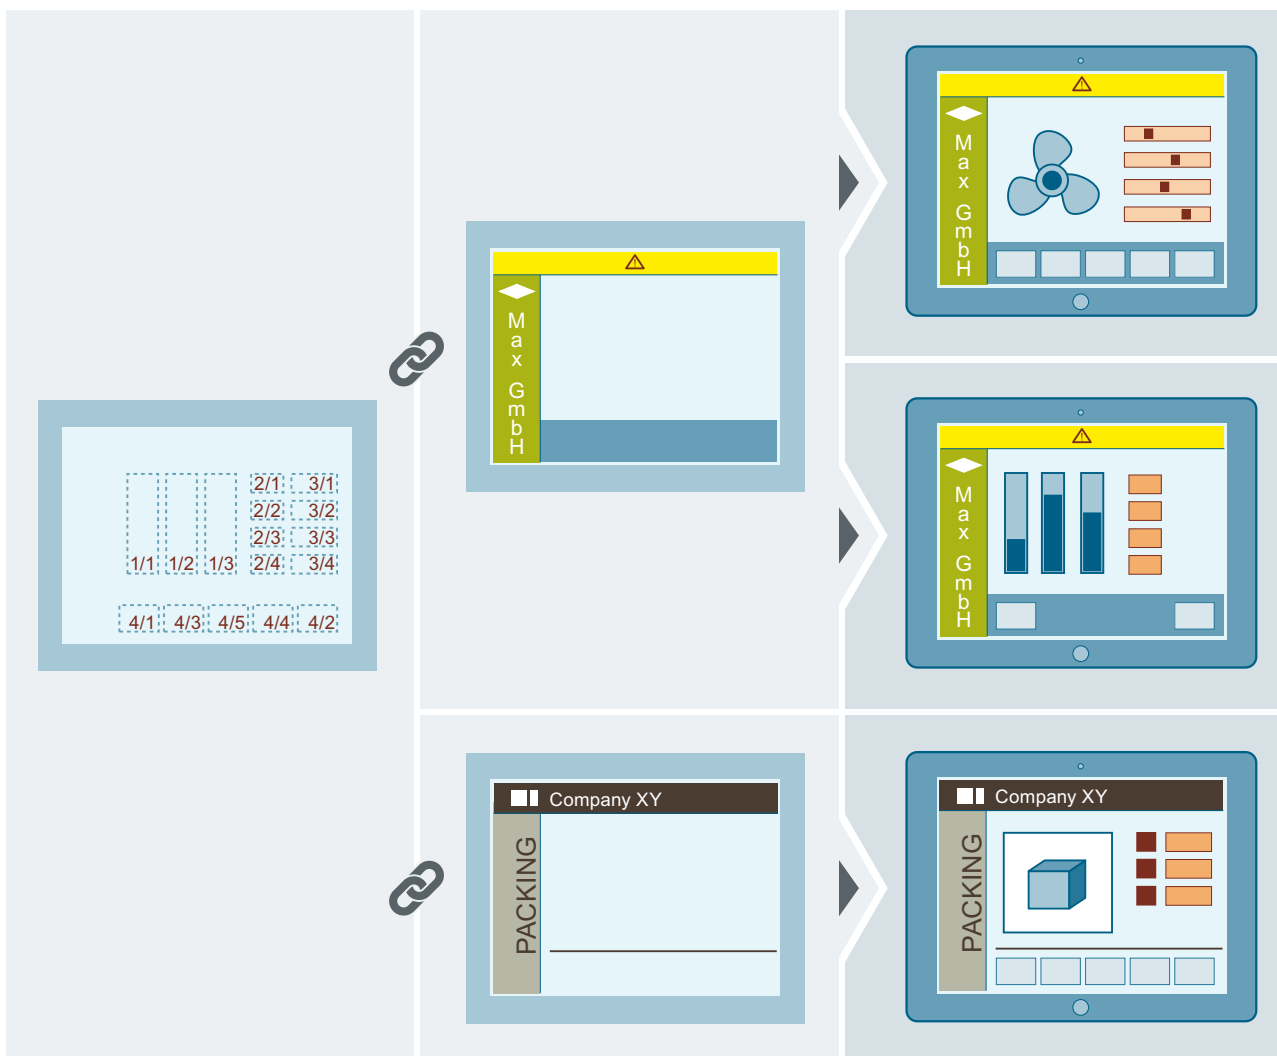 1/1 1/2 1/3 2/1 3/1
2/2 3/2
2/3 3/3
2/4 3/4
4/1 4/3 4/5 4/4 4/2
Max GmbH
Company XY
PACKING
Max GmbH
Max GmbH
Company XY
PACKING